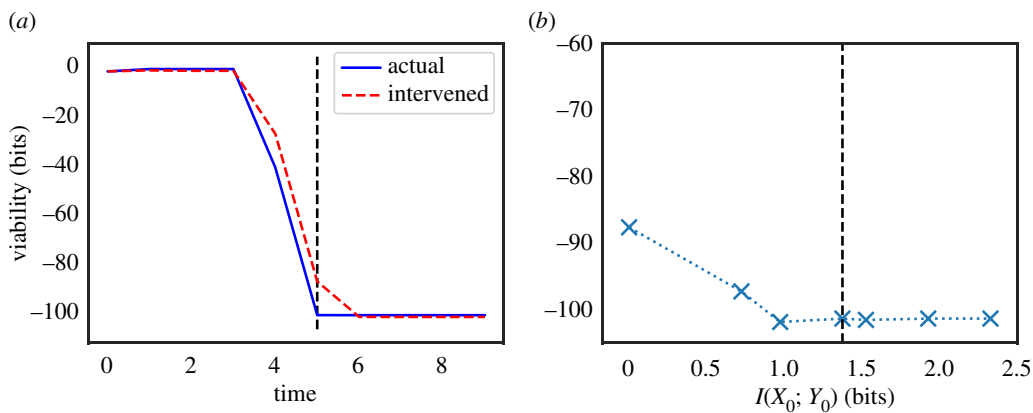 (a)
0
–20
–40
–60
–80
–100
viability (bits)
actual
intervened
0 2 4 6 8
time
(b)
–60
–70
–80
–90
–100
0 0.5 1.0 1.5 2.0 2.5
I(X0; Y0) (bits)